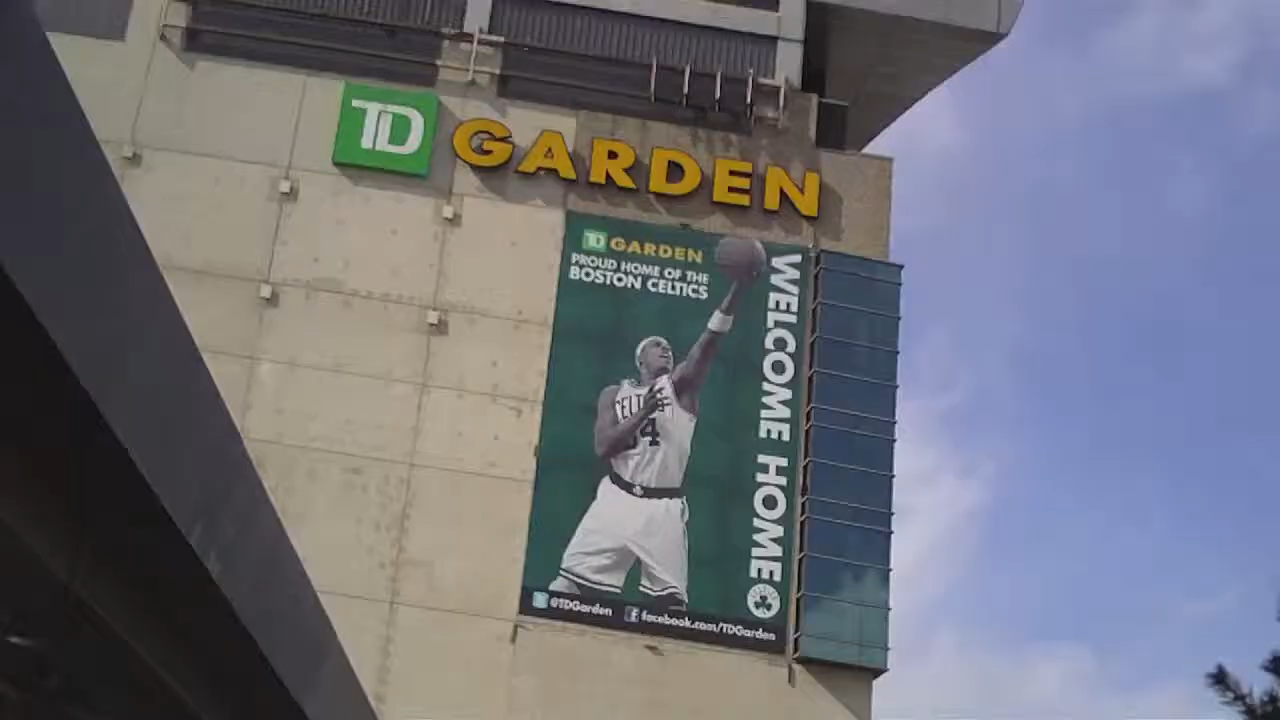 TD GARDEN
TD GARDEN
PROUD HOME OF THE
BOSTON CELTICS
WELCOME HOME
CELTICS
34
@TDGarden
facebook.com/TDGarden